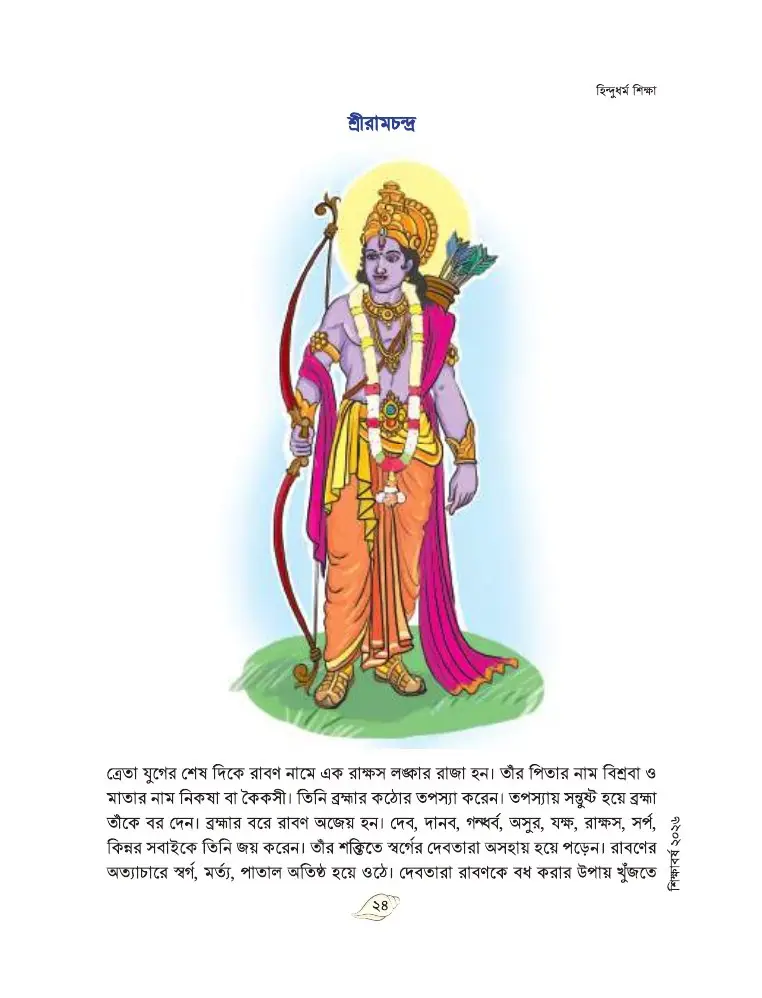 হিন্দুধর্ম শিক্ষা
শ্রীরামচন্দ্র
ত্রেতা যুগের শেষ দিকে রাবণ নামে এক রাক্ষস লঙ্কার রাজা হন। তাঁর পিতার নাম বিশ্রবা ও
মাতার নাম নিকষা বা কৈকসী। তিনি ব্রহ্মার কঠোর তপস্যা করেন। তপস্যায় সন্তুষ্ট হয়ে ব্রহ্মা
তাঁকে বর দেন। ব্রহ্মার বরে রাবণ অজেয় হন। দেব, দানব, গন্ধর্ব, অসুর, যক্ষ, রাক্ষস, সর্প,
কিন্নর সবাইকে তিনি জয় করেন। তাঁর শক্তিতে স্বর্গের দেবতারা অসহায় হয়ে পড়েন। রাবণের
অত্যাচারে স্বর্গ, মর্ত্য, পাতাল অতিষ্ঠ হয়ে ওঠে। দেবতারা রাবণকে বধ করার উপায় খুঁজতে
শিক্ষাবর্ষ ২০২৬
২৪